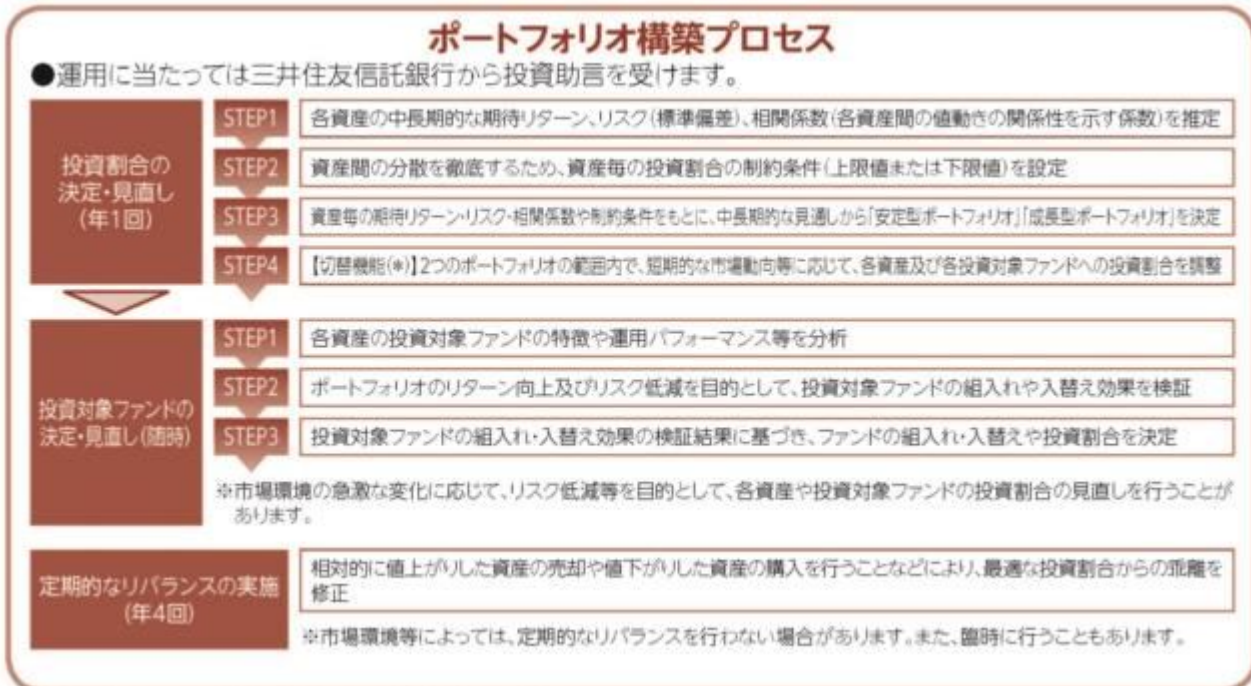 ポートフォリオ構築プロセス
●運用に当たっては三井住友信託銀行から投資助言を受けます。
投資割合の
決定・見直し
(年1回)
STEP1
各資産の中長期的な期待リターン、リスク(標準偏差)、相関係数(各資産間の値動きの関係性を示す係数)を推定
STEP2
資産間の分散を徹底するため、資産毎の投資割合の制約条件(上限値または下限値)を設定
STEP3
資産毎の期待リターン・リスク・相関係数や制約条件をもとに、中長期的な見通しから「安定型ポートフォリオ」「成長型ポートフォリオ」を決定
STEP4
【切替機能(*)】2つのポートフォリオの範囲内で、短期的な市場動向等に応じて、各資産及び各投資対象ファンドへの投資割合を調整
投資対象ファンドの
決定・見直し(随時)
STEP1
各資産の投資対象ファンドの特徴や運用パフォーマンス等を分析
STEP2
ポートフォリオのリターン向上及びリスク低減を目的として、投資対象ファンドの組入れや入替え効果を検証
STEP3
投資対象ファンドの組入れ・入替え効果の検証結果に基づき、ファンドの組入れ・入替えや投資割合を決定
※市場環境の急激な変化に応じて、リスク低減等を目的として、各資産や投資対象ファンドの投資割合の見直しを行うことが
あります。
定期的なリバランスの実施
(年4回)
相対的に値上がりした資産の売却や値下がりした資産の購入を行うことなどにより、最適な投資割合からの乖離を
修正
※市場環境等によっては、定期的なリバランスを行わない場合があります。また、臨時に行うこともあります。